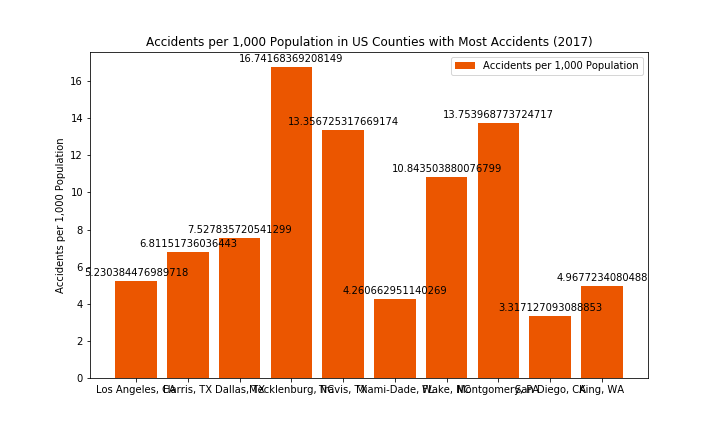 Accidents per 1,000 Population in US Counties with Most Accidents (2017)
Accidents per 1,000 Population
Accidents per 1,000 Population
16
14
12
10
8
6
4
2
0
5.230384476989718
6.81151736036443
7.527835720541299
16.74168369208149
13.356725317669174
4.260662951140269
10.843503880076799
13.753968773724717
3.317127093088853
4.9677234080488
Los Angeles, CA
Harris, TX
Dallas, TX
Mecklenburg, NC
Travis, TX
Miami-Dade, FL
Wake, NC
Montgomery, PA
San Diego, CA
King, WA